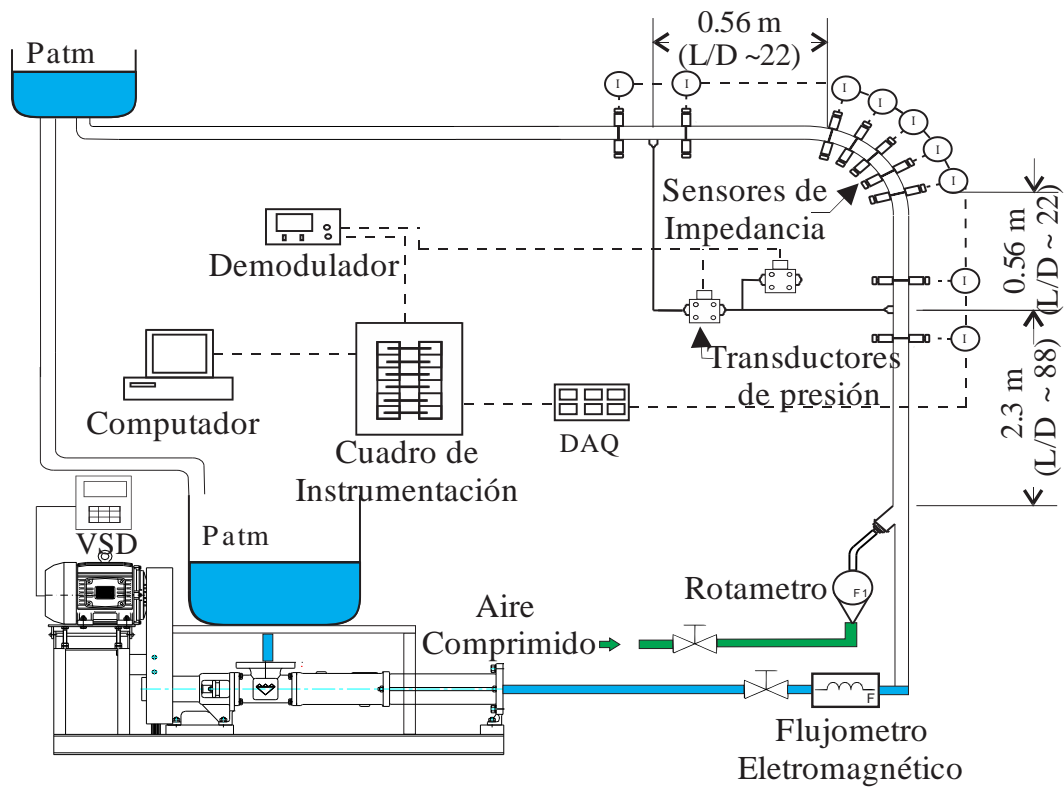 0.56 m
(L/D ~22)
Patm
I
I
I
I
I
I
I
Sensores de
Impedancia
0.56 m
(L/D ~ 22)
Demodulador
I
I
Transductores
de presión
2.3 m
(L/D ~ 88)
Computador
Cuadro de
Instrumentación
DAQ
VSD
Patm
Rotametro
F1
Aire
Comprimido
F
Flujometro
Eletromagnético